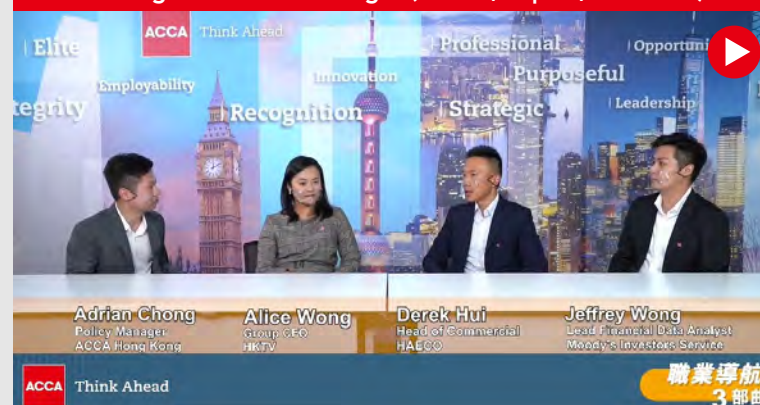 ACCA Think Ahead
Elite
Professional
Opportuni
Employability
Innovation
Purposeful
tegrity
Recognition
Strategic
Leadership
Adrian Chong
Policy Manager
ACCA Hong Kong
Alice Wong
Group
HKTV
Derek Hui
Head of Commercial
HAECO
Jeffrey Wong
Lead Financial Data Analyst
Moody's Investors Service
ACCA Think Ahead
職業導航
3部曲